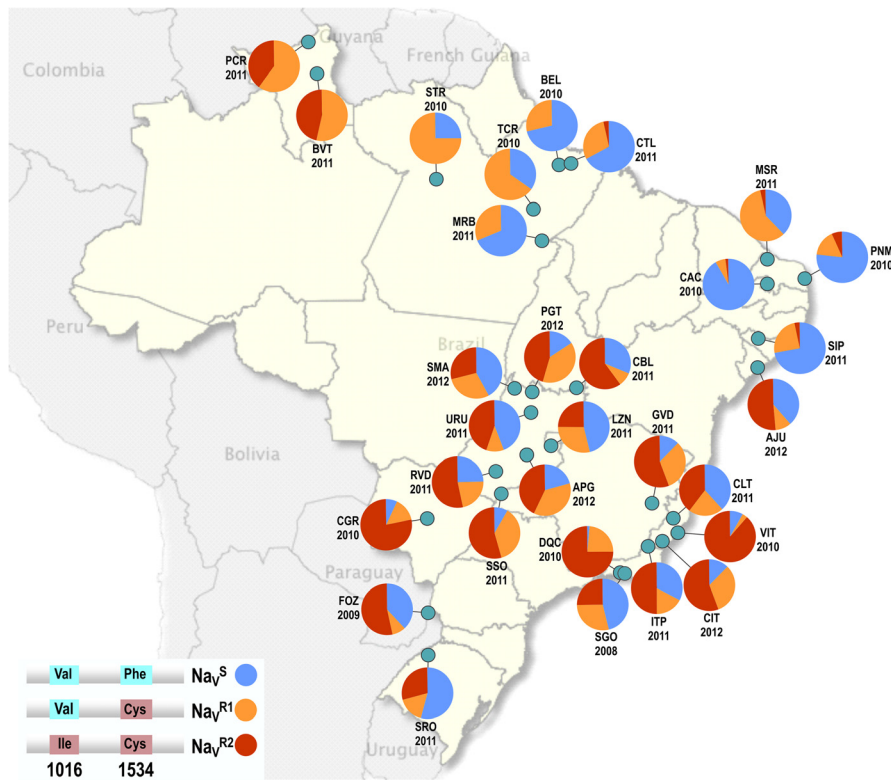 Guyana
French Guiana
Colombia
PCR
2011
BVT
2011
STR
2010
BEL
2010
TCR
2010
CTL
2011
MRB
2011
MSR
2011
PNM
2010
CAC
2010
Peru
Brazil
PGT
2012
SMA
2012
CBL
2011
SIP
2011
AJU
2012
URU
2011
LZN
2011
GVD
2011
Bolivia
RVD
2011
APG
2012
CLT
2011
CGR
2010
SSO
2011
DQC
2010
VIT
2010
Paraguay
FOZ
2009
SGO
2008
ITP
2011
CIT
2012
SRO
2011
Uruguay
Val Phe NaVS
Val Cys NaVR1
Ile Cys NaVR2
1016 1534